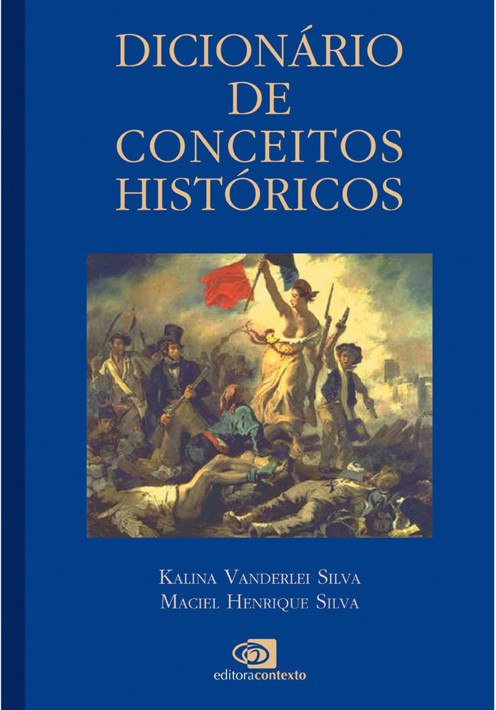 DICIONÁRIO
DE
CONCEITOS
HISTÓRICOS
KALINA VANDERLEI SILVA
MACIEL HENRIQUE SILVA
editoracontexto